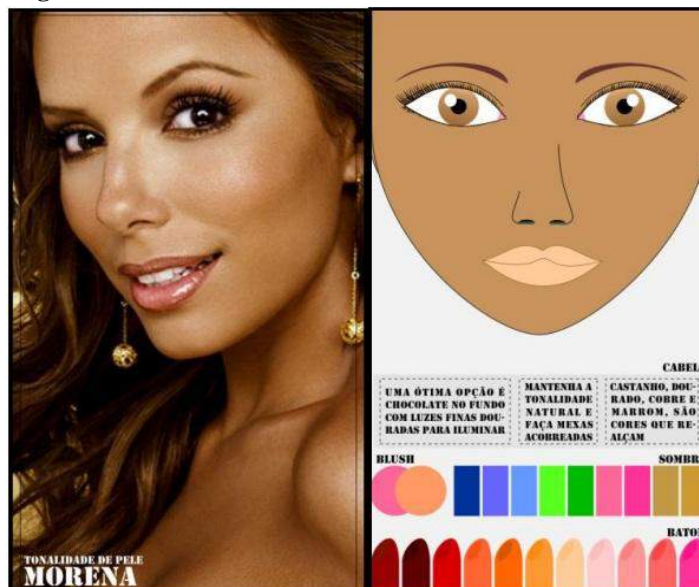 TONALIDADE DE PELE
MORENA
CABEL
UMA ÓTIMA OPÇÃO É
CHOCOLATE NO FUNDO
COM LUZES FINAS DOU-
RADAS PARA ILUMINAR
MANTENHA A
TONALIDADE
NATURAL E
FAÇA MEXAS
ACOBREADAS
CASTANHO, DOU-
RADO, COBRE E
MARROM, SÃO
CORES QUE RE-
ALÇAM
BLUSH
SOMBR
BATO